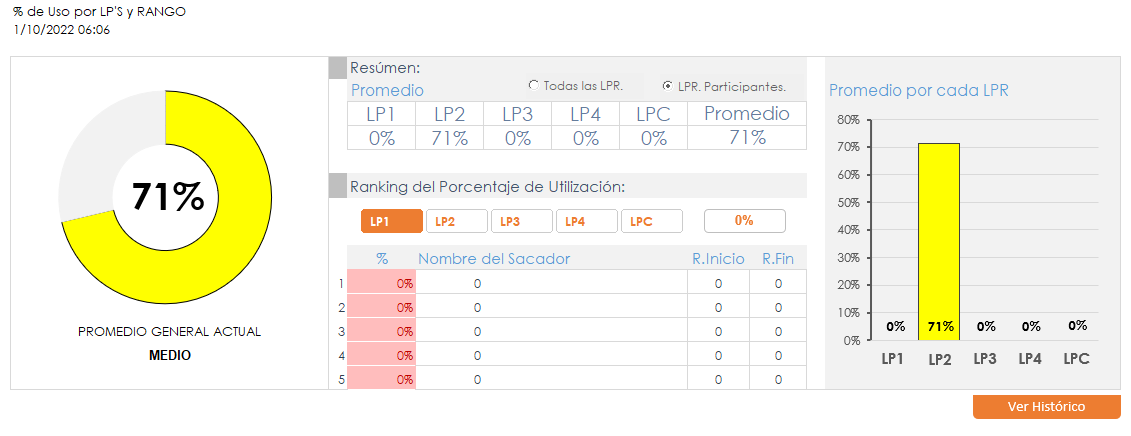 % de Uso por LP'S y RANGO
1/10/2022 06:06
71%
PROMEDIO GENERAL ACTUAL
MEDIO
Resúmen:
Promedio
Todas las LPR.
LPR. Participantes.
LP1 LP2 LP3 LP4 LPC Promedio
0% 71% 0% 0% 0% 71%
Ranking del Porcentaje de Utilización:
LP1 LP2 LP3 LP4 LPC 0%
% Nombre del Sacador R.Inicio R.Fin
1 0% 0 0 0
2 0% 0 0 0
3 0% 0 0 0
4 0% 0 0 0
5 0% 0 0 0
Promedio por cada LPR
80%
70%
60%
50%
40%
30%
20%
10%
0%
0% 71% 0% 0% 0%
LP1 LP2 LP3 LP4 LPC
Ver Histórico